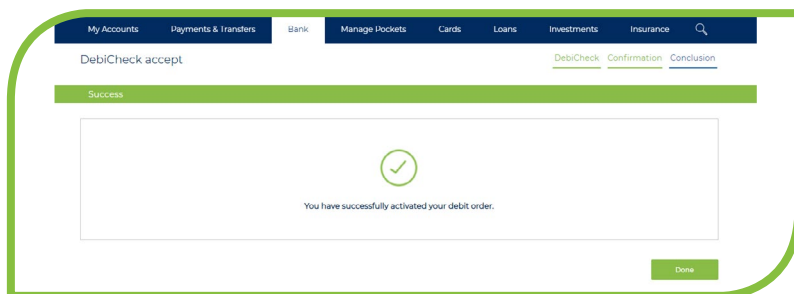 My Accounts Payments & Transfers Bank Manage Pockets Cards Loans Investments Insurance
DebiCheck accept DebiCheck Confirmation Conclusion
Success
You have successfully activated your debit order.
Done